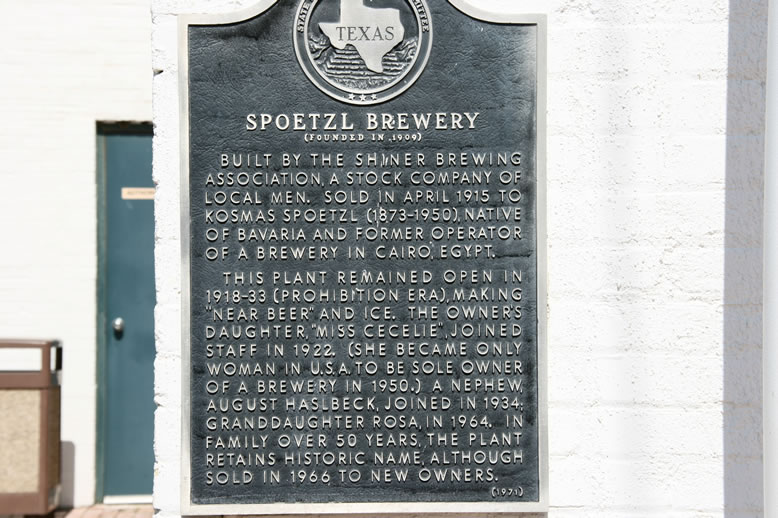 STATE
TEE
TEXAS
SPOETZL BREWERY
(FOUNDED IN 1909)
BUILT BY THE SHINER BREWING
ASSOCIATION, A STOCK COMPANY OF
LOCAL MEN. SOLD IN APRIL 1915 TO
KOSMAS SPOETZL (1873-1950), NATIVE
OF BAVARIA AND FORMER OPERATOR
OF A BREWERY IN CAIRO, EGYPT.
THIS PLANT REMAINED OPEN IN
1918-33 (PROHIBITION ERA), MAKING
"NEAR BEER" AND ICE. THE OWNER'S
DAUGHTER, "MISS CECELIE", JOINED
STAFF IN 1922. (SHE BECAME ONLY
WOMAN IN U.S.A. TO BE SOLE OWNER
OF A BREWERY IN 1950.) A NEPHEW,
AUGUST HASLBECK, JOINED IN 1934;
GRANDDAUGHTER ROSA, IN 1964. IN
FAMILY OVER 50 YEARS, THE PLANT
RETAINS HISTORIC NAME, ALTHOUGH
SOLD IN 1966 TO NEW OWNERS.
(1971)